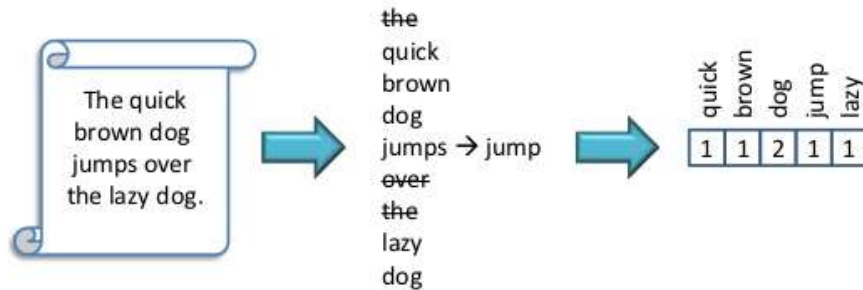 The quick
brown dog
jumps over
the lazy dog.
the
quick
brown
dog
jumps → jump
over
the
lazy
dog
quick brown dog jump lazy
1 1 2 1 1